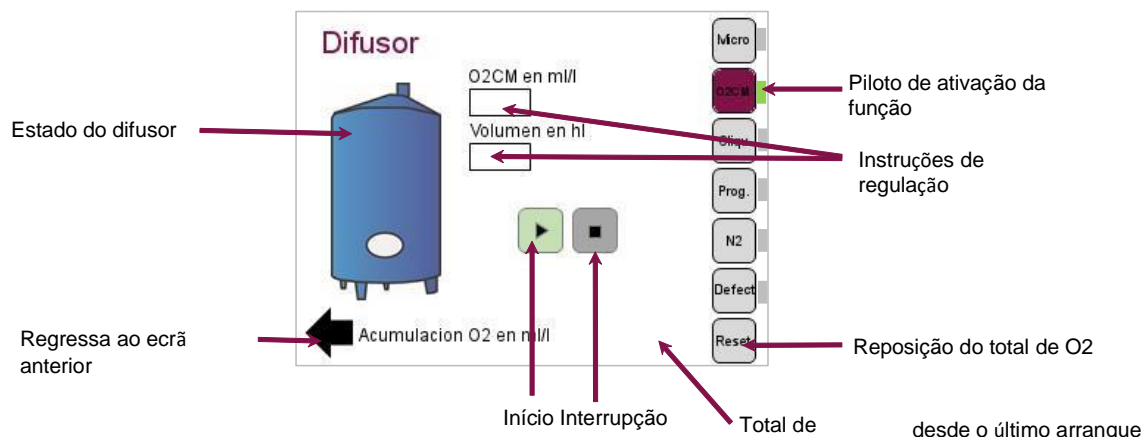 Difusor
O2CM en ml/l
Volumen en hl
Acumulacion O2 en ml/l
Micro
O2CM
Cliqu
Prog.
N2
Defect
Reset
Estado do difusor
Regressa ao ecrã
anterior
Piloto de ativação da
função
Instruções de
regulação
Reposição do total de O2
Início Interrupção
Total de
desde o último arranque